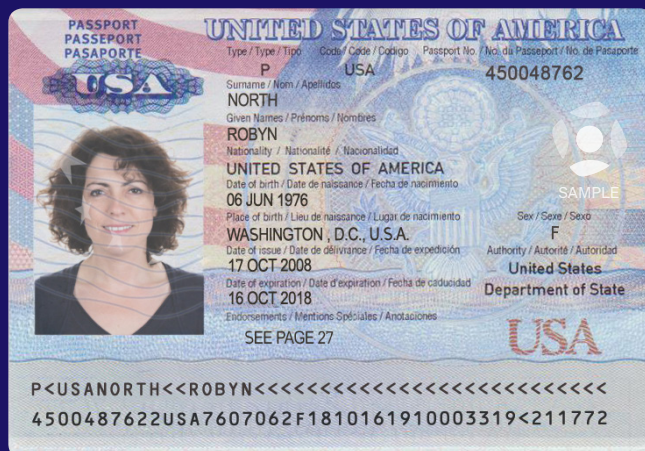 PASSPORT
PASSEPORT
PASAPORTE
USA
UNITED STATES OF AMERICA
Type / Type / Tipo Code / Code / Codigo Passport No. / No. du Passeport / No. de Pasaporte
P USA 450048762
Surname / Nom / Apellidos
NORTH
Given Names / Prénoms / Nombres
ROBYN
Nationality / Nationalité / Nacionalidad
UNITED STATES OF AMERICA
Date of birth / Date de naissance / Fecha de nacimiento
06 JUN 1976
Place of birth / Lieu de naissance / Lugar de nacimiento Sex / Sexe / Sexo
WASHINGTON , D.C., U.S.A. F
Date of issue / Date de délivrance / Fecha de expedición Authority / Autorité / Autoridad
17 OCT 2008 United States
Date of expiration / Date d'expiration / Fecha de caducidad Department of State
16 OCT 2018
Endorsements / Mentions Spéciales / Anotaciones
SEE PAGE 27
USA
SAMPLE
P<USANORTH<<ROBYN<<<<<<<<<<<<<<<<<<<<<<<<<<<
4500487622USA7607062F1810161910003319<211772